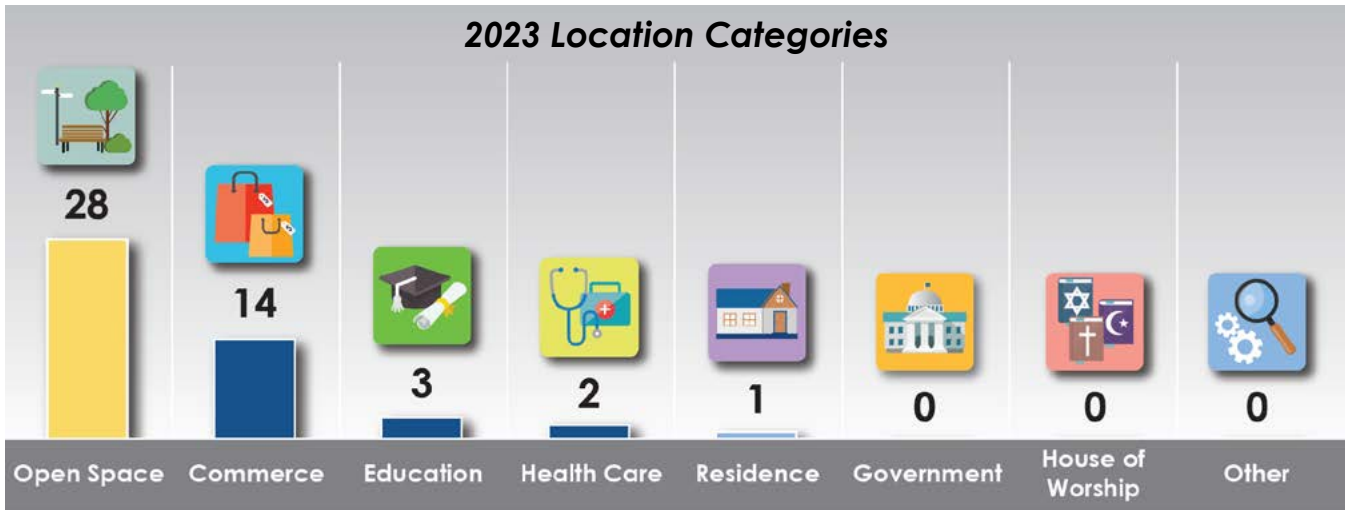 2023 Location Categories
28
14
3
2
1
0
0
0
Open Space
Commerce
Education
Health Care
Residence
Government
House of
Worship
Other